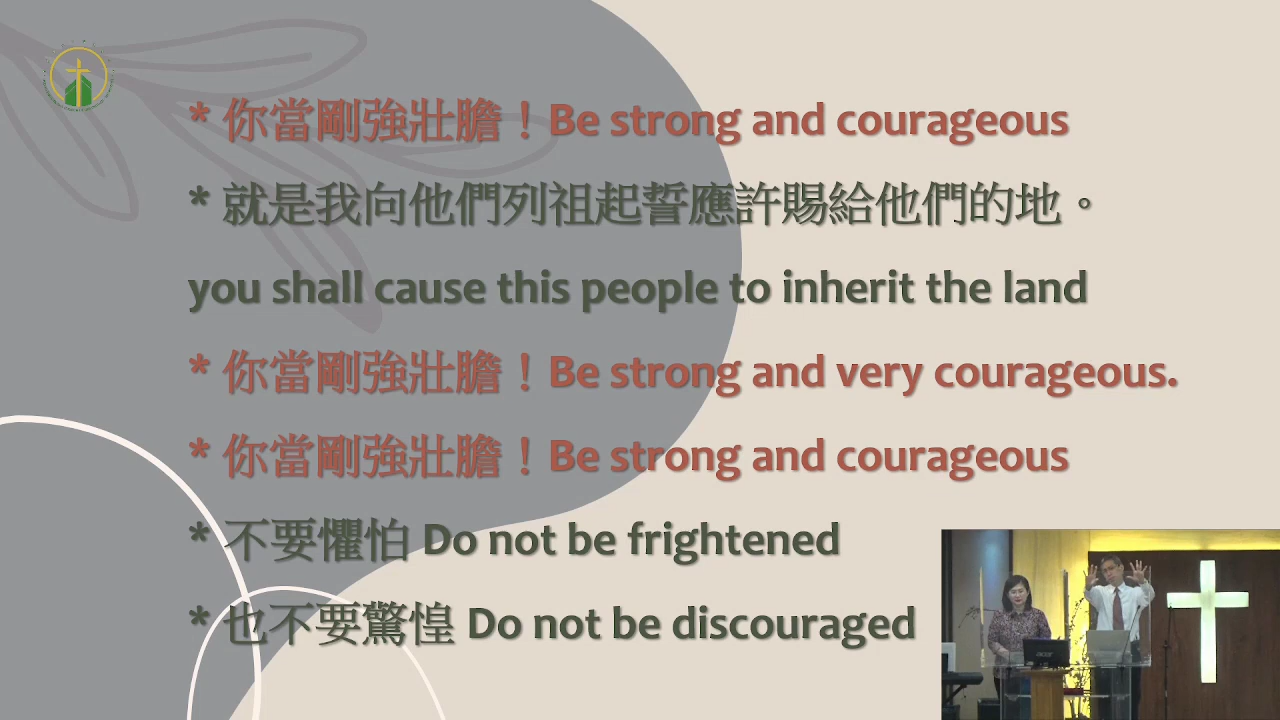 * 你當剛強壯膽！Be strong and courageous
* 就是我向他們列祖起誓應許賜給他們的地。
you shall cause this people to inherit the land
* 你當剛強壯膽！Be strong and very courageous.
* 你當剛強壯膽！Be strong and courageous
* 不要懼怕 Do not be frightened
* 也不要驚惶 Do not be discouraged
acer